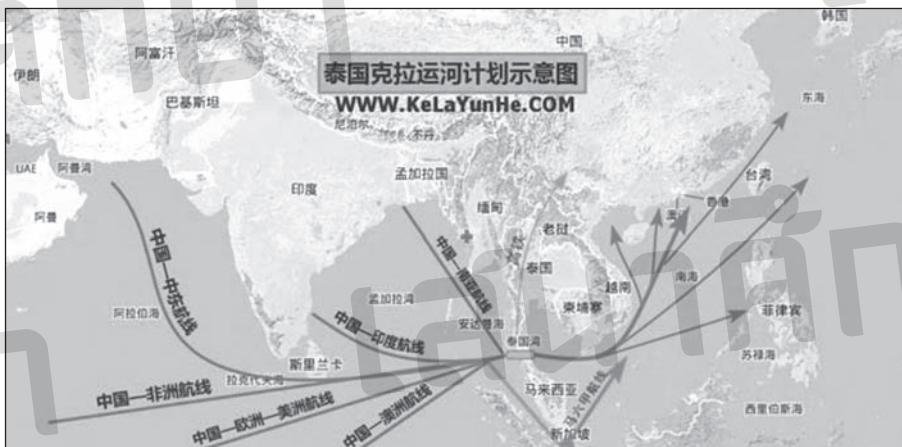 韩国
中国
阿富汗
伊朗
泰国克拉运河计划示意图
WWW.KeLaYunHe.COM
巴基斯坦
尼泊尔
不丹
东海
UAE
阿曼湾
孟加拉国
印度
台湾
香港
澳门
阿曼
缅甸
老挝
中国—中东航线
中国—南亚航线
高铁
泰国
南海
越南
孟加拉湾
阿拉伯海
柬埔寨
菲律宾
安达曼海
中国—印度航线
泰国湾
苏禄海
斯里兰卡
拉克代夫海
中国—非洲航线
马来西亚
马六甲航线
中国—欧洲—美洲航线
中国—澳洲航线
西里伯斯海
新加坡